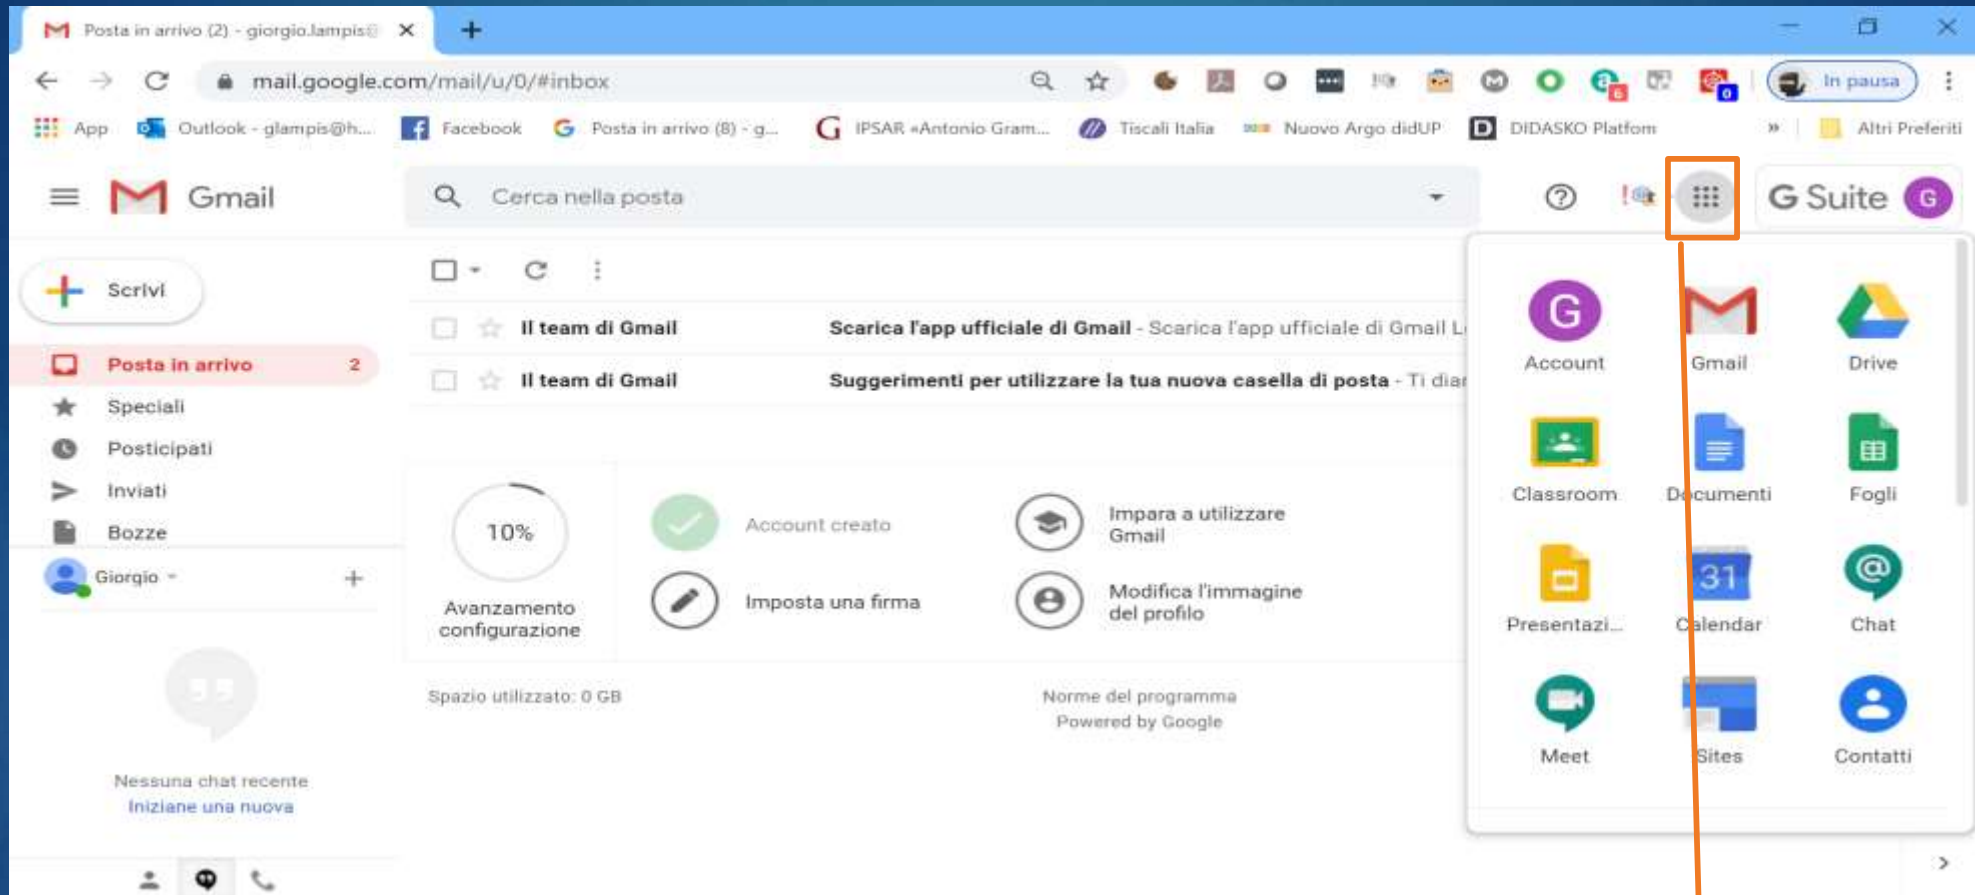 Posta in arrivo (2) - giorgio.lampis@
mail.google.com/mail/u/0/#inbox
6
0
In pausa
App
Outlook - glampis@h...
Facebook
Posta in arrivo (8) - g...
IPSAR «Antonio Gram...
Tiscali Italia
Nuovo Argo didUP
DIDASKO Platfom
»
Altri Preferiti
Gmail
Cerca nella posta
G Suite
G
Scrivi
Posta in arrivo 2
Speciali
Posticipati
Inviati
Bozze
Giorgio
Nessuna chat recente
Iniziane una nuova
Il team di Gmail Scarica l'app ufficiale di Gmail - Scarica l'app ufficiale di Gmail L
Il team di Gmail Suggerimenti per utilizzare la tua nuova casella di posta - Ti diar
10%
Avanzamento
configurazione
Account creato
Imposta una firma
Impara a utilizzare
Gmail
Modifica l'immagine
del profilo
Spazio utilizzato: 0 GB
Norme del programma
Powered by Google
G
Account
Gmail
Drive
Classroom
Documenti
Fogli
31
Presentazi...
Calendar
Chat
Meet
Sites
Contatti